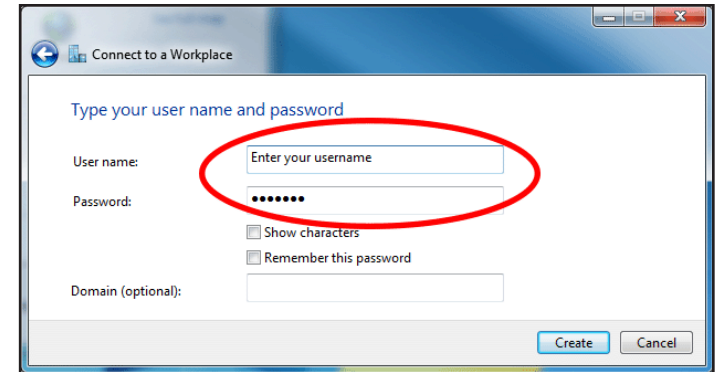 Connect to a Workplace
Type your user name and password
User name:
Enter your username
Password:
•••••••
Show characters
Remember this password
Domain (optional):
Create
Cancel